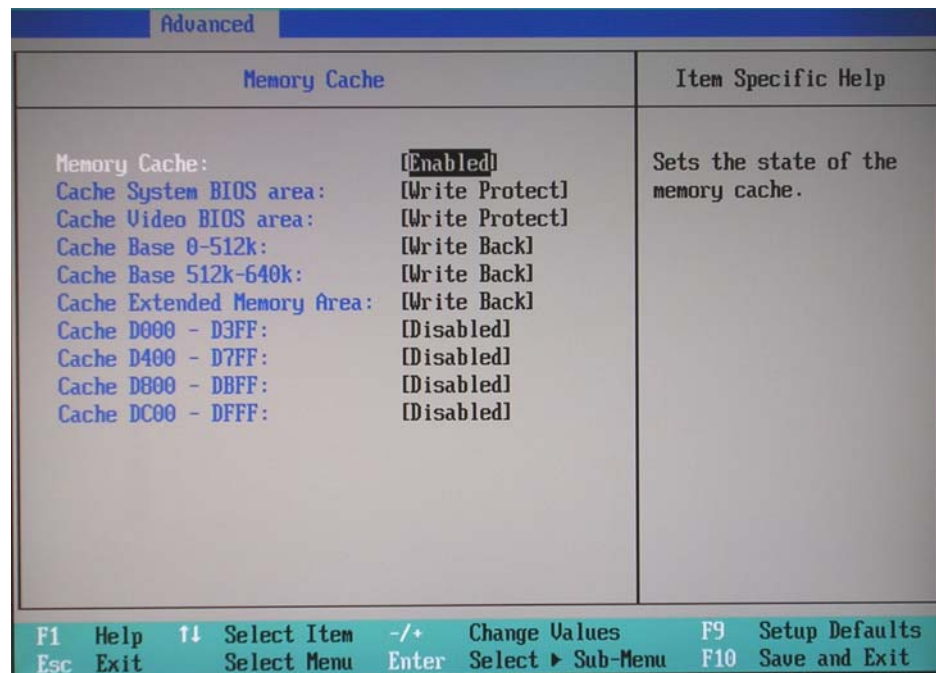 Advanced
Memory Cache
Item Specific Help
Memory Cache: [Enabled]
Cache System BIOS area: [Write Protect]
Cache Video BIOS area: [Write Protect]
Cache Base 0-512k: [Write Back]
Cache Base 512k-640k: [Write Back]
Cache Extended Memory Area: [Write Back]
Cache D000 - D3FF: [Disabled]
Cache D400 - D7FF: [Disabled]
Cache D800 - DBFF: [Disabled]
Cache DC00 - DFFF: [Disabled]
Sets the state of the
memory cache.
F1 Help ↑↓ Select Item -/+ Change Values F9 Setup Defaults
Esc Exit Select Menu Enter Select ▶ Sub-Menu F10 Save and Exit